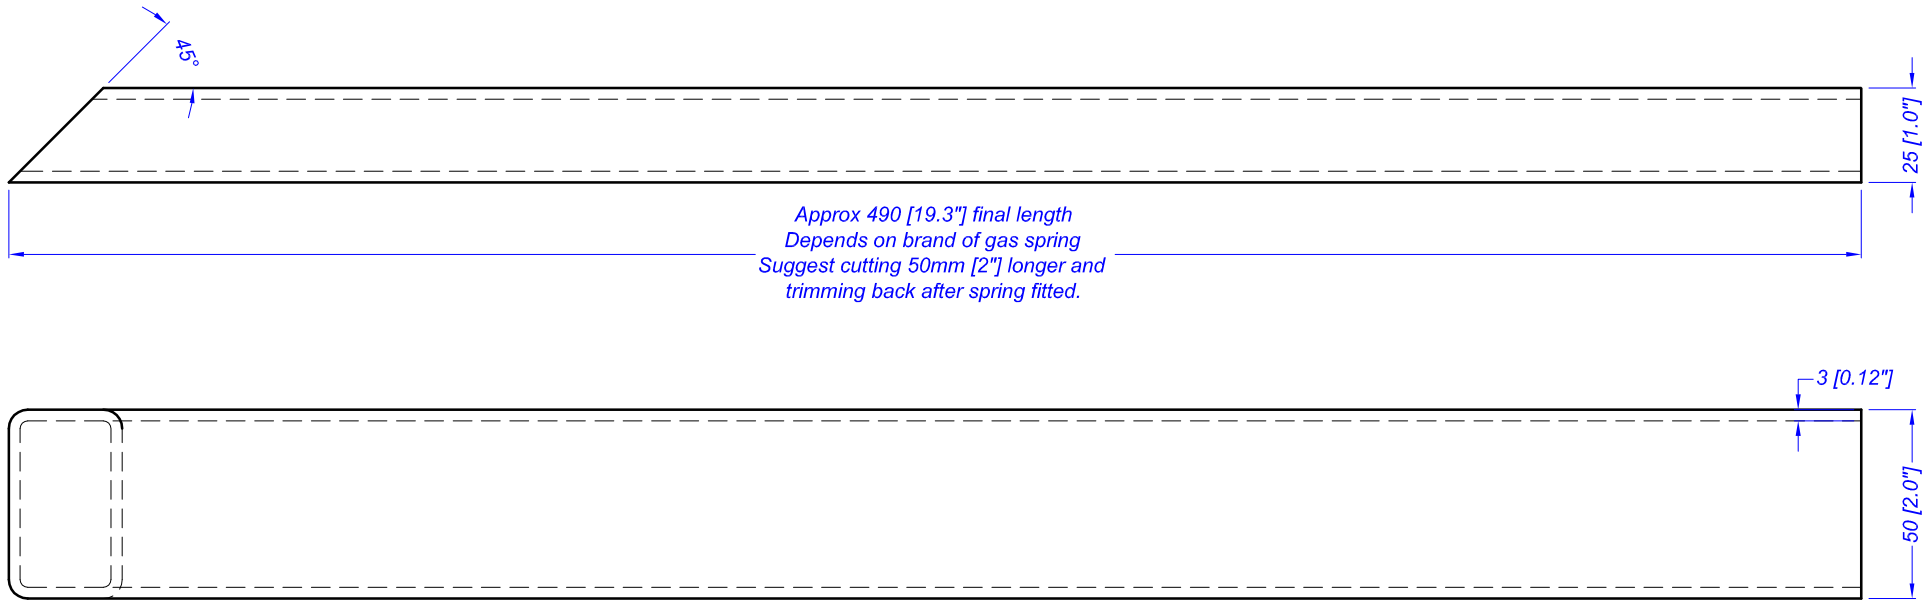 45°
25 [1.0"]
Approx 490 [19.3"] final length
Depends on brand of gas spring
Suggest cutting 50mm [2"] longer and
trimming back after spring fitted.
3 [0.12"]
50 [2.0"]